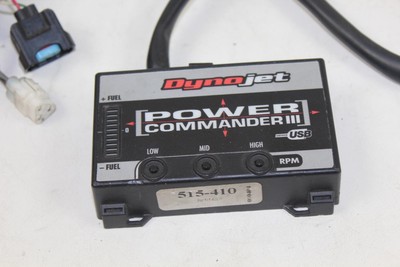 Dynojet
+ FUEL
POWER
COMMANDER III
0
USB
LOW MID HIGH
- FUEL
RPM
515-410